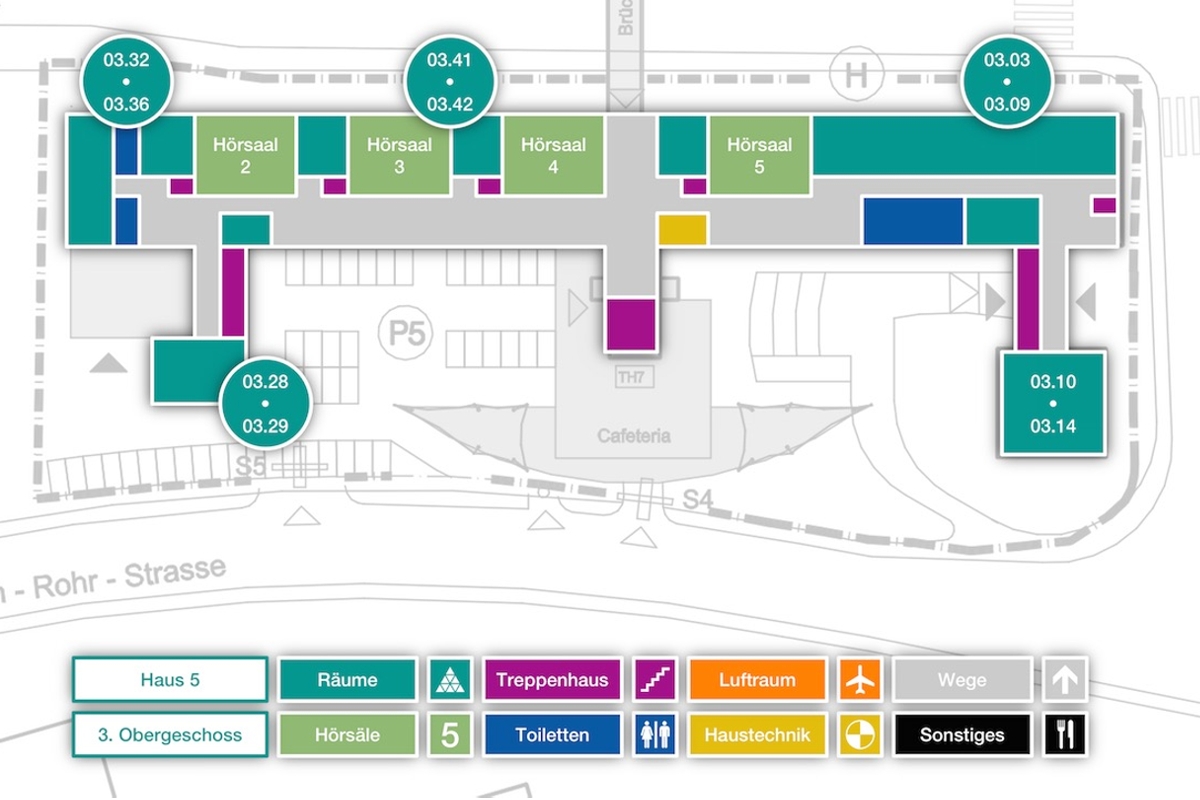 Brüc
H
03.32
03.36
03.41
03.42
03.03
03.09
Hörsaal
2
Hörsaal
3
Hörsaal
4
Hörsaal
5
P5
TH7
03.28
03.29
03.10
03.14
Cafeteria
S5
S4
- Rohr - Strasse
Haus 5
Räume
Treppenhaus
Luftraum
Wege
3. Obergeschoss
Hörsäle
5
Toiletten
Haustechnik
Sonstiges